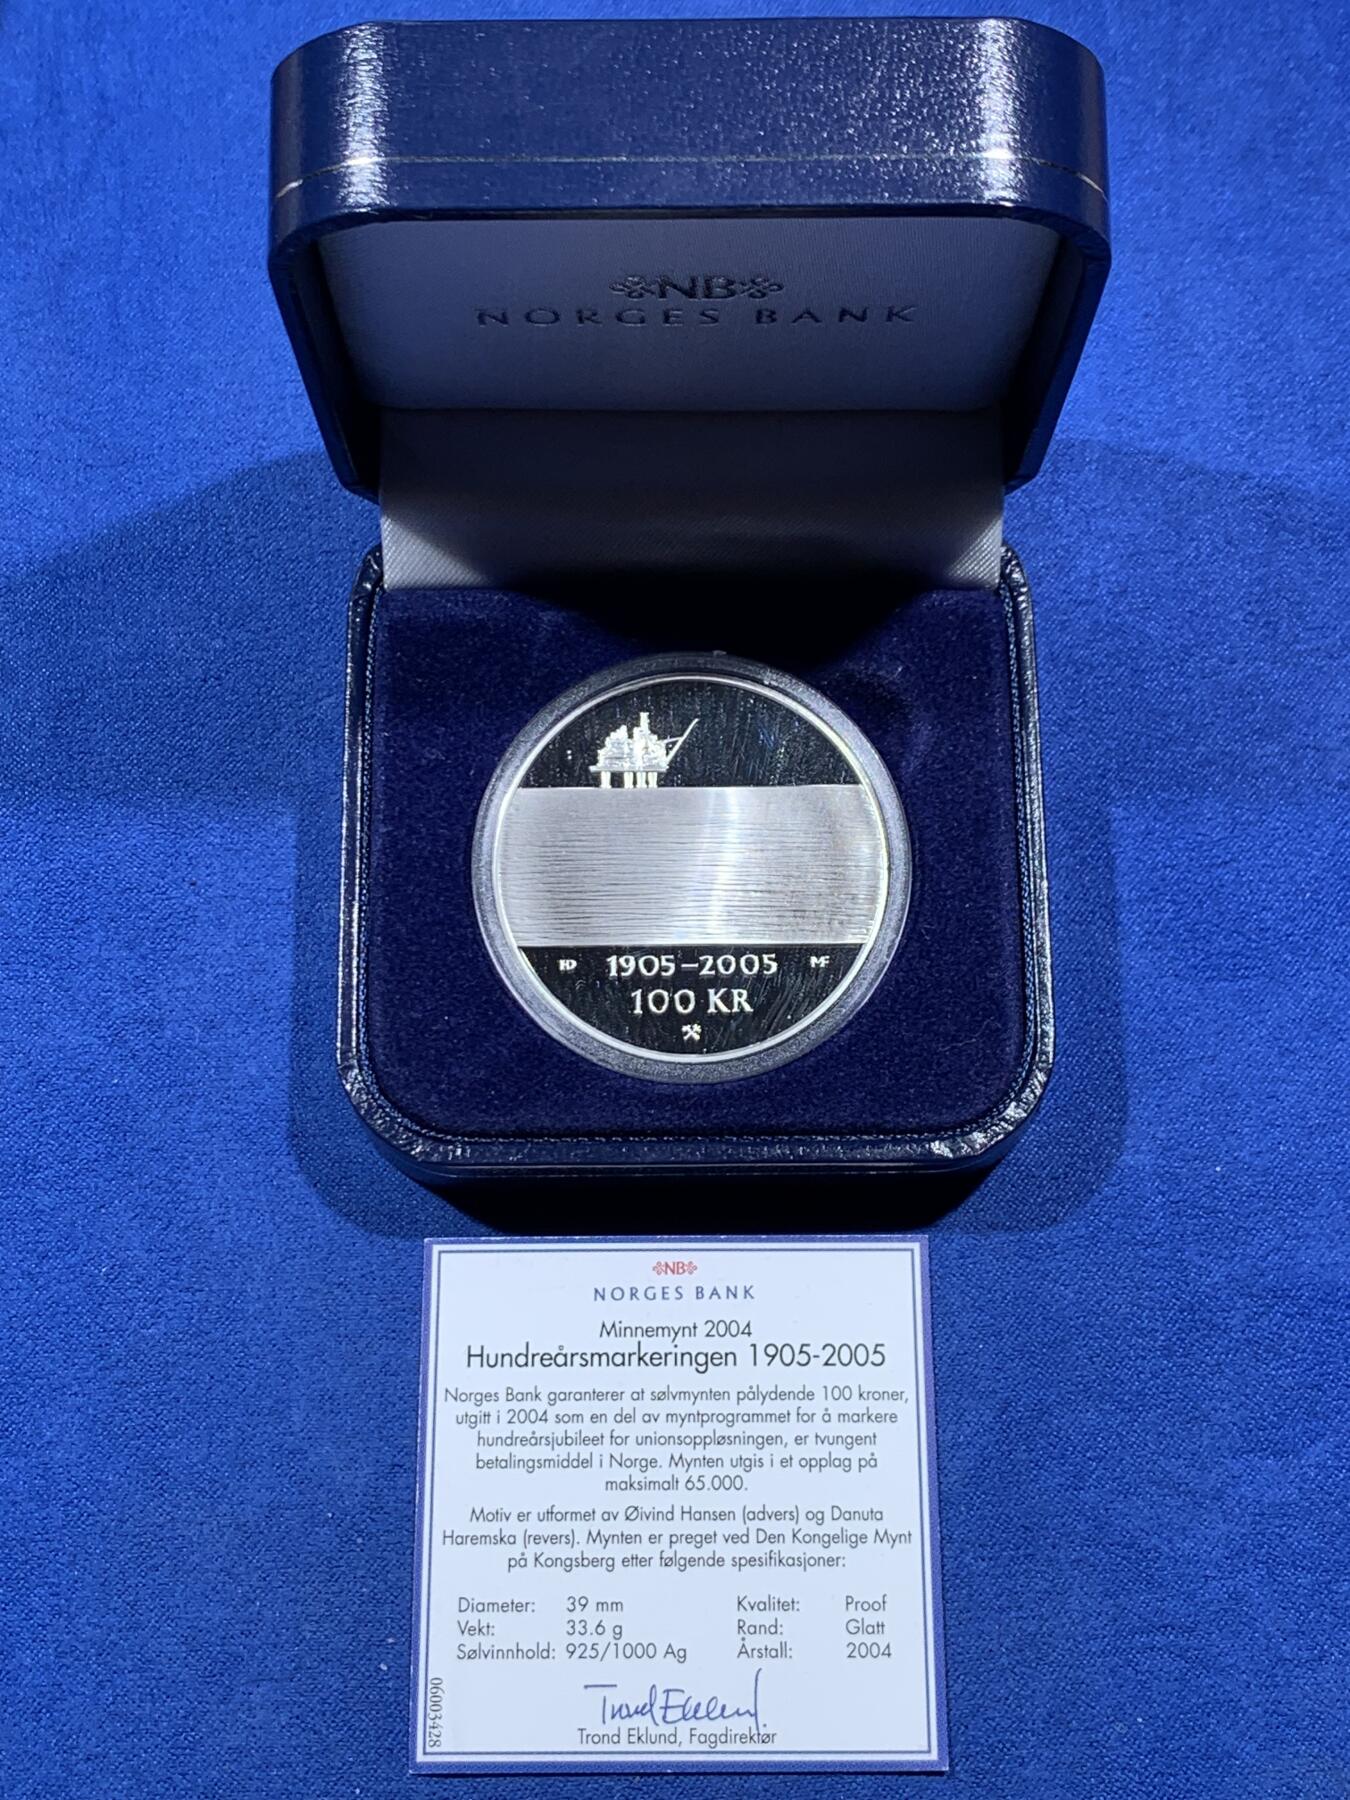 NB
NORGES BANK
HD 1905–2005 MF
100 KR
NB
NORGES BANK
Minnemynt 2004
Hundreårsmarkeringen 1905-2005
Norges Bank garanterer at sølvmynten pålydende 100 kroner,
utgitt i 2004 som en del av myntprogrammet for å markere
hundreårsjubileet for unionsoppløsningen, er tvungent
betalingsmiddel i Norge. Mynten utgis i et opplag på
maksimalt 65.000.
Motiv er utformet av Øivind Hansen (advers) og Danuta
Haremska (revers). Mynten er preget ved Den Kongelige Mynt
på Kongsberg etter følgende spesifikasjoner:
Diameter: 39 mm Kvalitet: Proof
Vekt: 33.6 g Rand: Glatt
Sølvinnhold: 925/1000 Ag Årstall: 2004
06003428
Trond Eklund
Trond Eklund, Fagdirektør